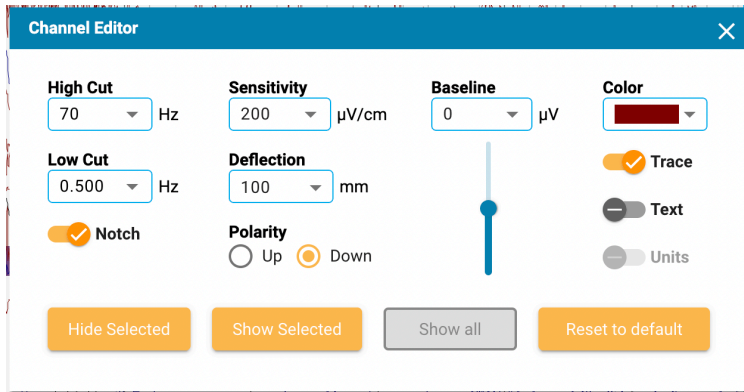 Channel Editor
High Cut Sensitivity Baseline Color
70 Hz 200 µV/cm 0 µV
Low Cut Deflection Trace
0.500 Hz 100 mm
Text
Notch Polarity
Up Down Units
Hide Selected Show Selected Show all Reset to default